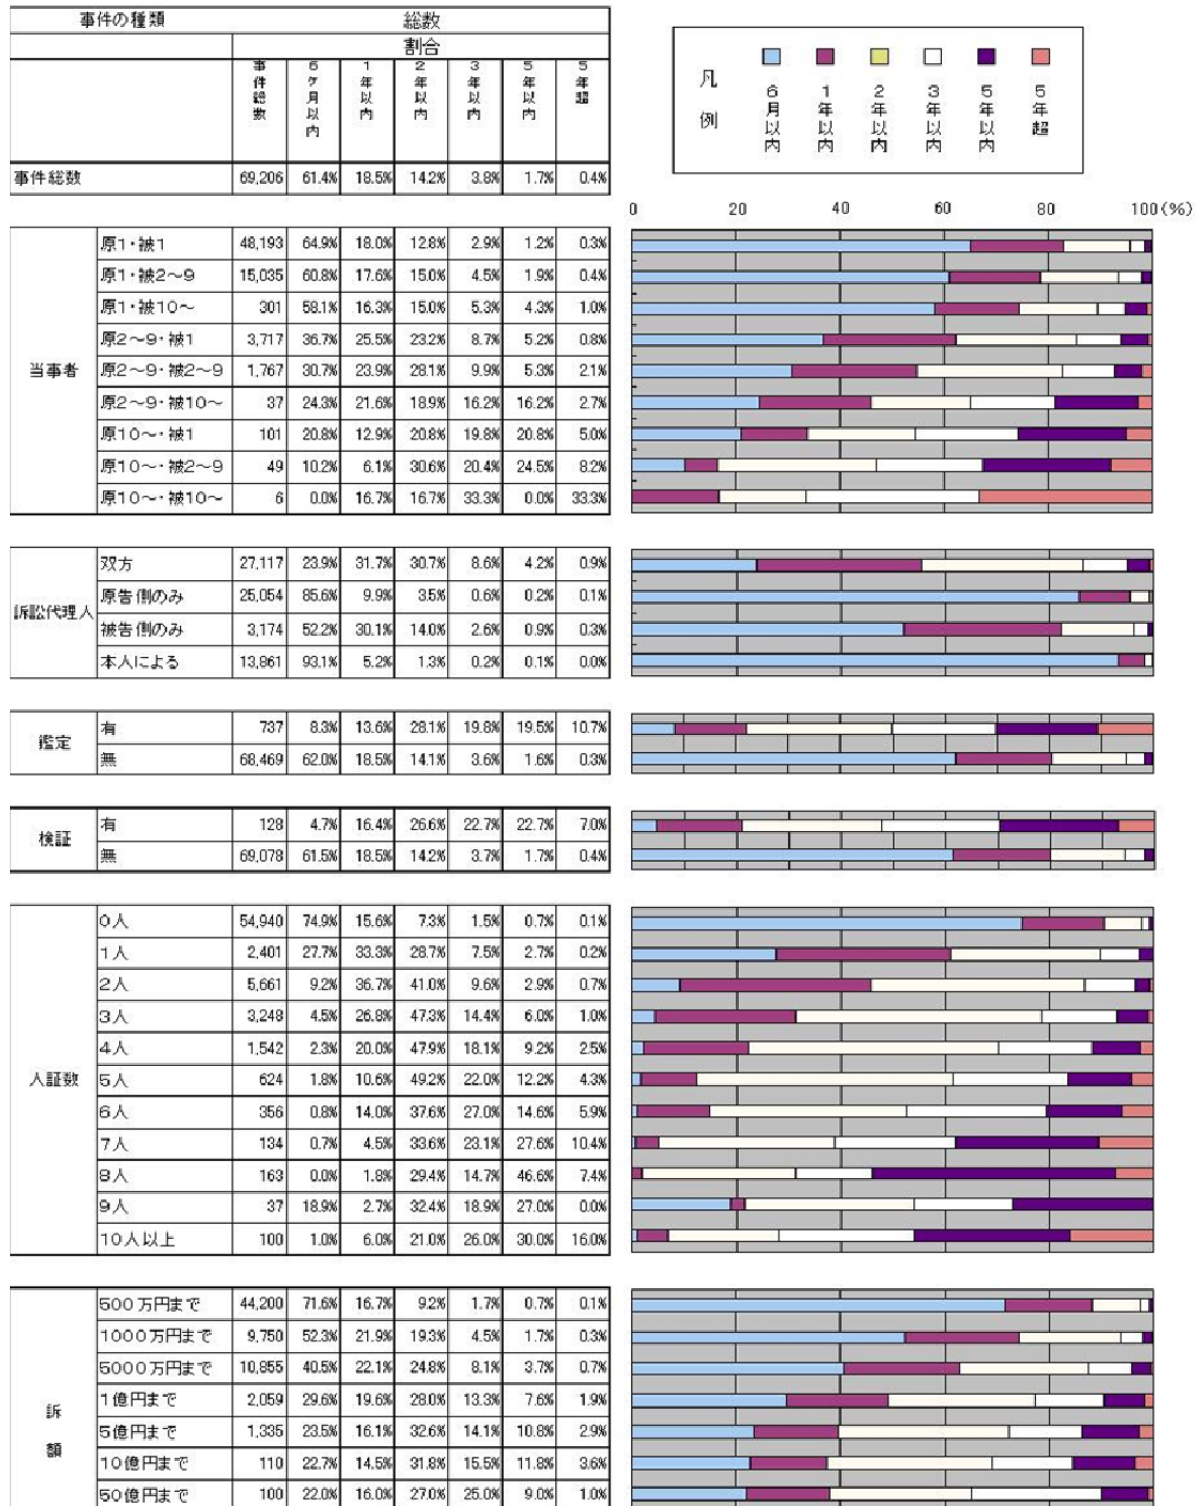 事件の種類 総数
割合
事件総数 6ケ月以内 1年以内 2年以内 3年以内 5年以内 5年超
事件総数 69,206 61.4% 18.5% 14.2% 3.8% 1.7% 0.4%
凡例 6月以内 1年以内 2年以内 3年以内 5年以内 5年超
0 20 40 60 80 100(%)
当事者
原1・被1 48,193 64.9% 18.0% 12.8% 2.9% 1.2% 0.3%
原1・被2～9 15,035 60.8% 17.6% 15.0% 4.5% 1.9% 0.4%
原1・被10～ 301 58.1% 16.3% 15.0% 5.3% 4.3% 1.0%
原2～9・被1 3,717 36.7% 25.5% 23.2% 8.7% 5.2% 0.8%
原2～9・被2～9 1,767 30.7% 23.9% 28.1% 9.9% 5.3% 2.1%
原2～9・被10～ 37 24.3% 21.6% 18.9% 16.2% 16.2% 2.7%
原10～・被1 101 20.8% 12.9% 20.8% 19.8% 20.8% 5.0%
原10～・被2～9 49 10.2% 6.1% 30.6% 20.4% 24.5% 8.2%
原10～・被10～ 6 0.0% 16.7% 16.7% 33.3% 0.0% 33.3%
訴訟代理人
双方 27,117 23.9% 31.7% 30.7% 8.6% 4.2% 0.9%
原告側のみ 25,054 85.6% 9.9% 3.5% 0.6% 0.2% 0.1%
被告側のみ 3,174 52.2% 30.1% 14.0% 2.6% 0.9% 0.3%
本人による 13,861 93.1% 5.2% 1.3% 0.2% 0.1% 0.0%
鑑定
有 737 8.3% 13.6% 28.1% 19.8% 19.5% 10.7%
無 68,469 62.0% 18.5% 14.1% 3.6% 1.6% 0.3%
検証
有 128 4.7% 16.4% 26.6% 22.7% 22.7% 7.0%
無 69,078 61.5% 18.5% 14.2% 3.7% 1.7% 0.4%
人証数
0人 54,940 74.9% 15.6% 7.3% 1.5% 0.7% 0.1%
1人 2,401 27.7% 33.3% 28.7% 7.5% 2.7% 0.2%
2人 5,661 9.2% 36.7% 41.0% 9.6% 2.9% 0.7%
3人 3,248 4.5% 26.8% 47.3% 14.4% 6.0% 1.0%
4人 1,542 2.3% 20.0% 47.9% 18.1% 9.2% 2.5%
5人 624 1.8% 10.6% 49.2% 22.0% 12.2% 4.3%
6人 356 0.8% 14.0% 37.6% 27.0% 14.6% 5.9%
7人 134 0.7% 4.5% 33.6% 23.1% 27.6% 10.4%
8人 163 0.0% 1.8% 29.4% 14.7% 46.6% 7.4%
9人 37 18.9% 2.7% 32.4% 18.9% 27.0% 0.0%
10人以上 100 1.0% 6.0% 21.0% 26.0% 30.0% 16.0%
訴額
500万円まで 44,200 71.6% 16.7% 9.2% 1.7% 0.7% 0.1%
1000万円まで 9,750 52.3% 21.9% 19.3% 4.5% 1.7% 0.3%
5000万円まで 10,855 40.5% 22.1% 24.8% 8.1% 3.7% 0.7%
1億円まで 2,059 29.6% 19.6% 28.0% 13.3% 7.6% 1.9%
5億円まで 1,335 23.5% 16.1% 32.6% 14.1% 10.8% 2.9%
10億円まで 110 22.7% 14.5% 31.8% 15.5% 11.8% 3.6%
50億円まで 100 22.0% 16.0% 27.0% 25.0% 9.0% 1.0%